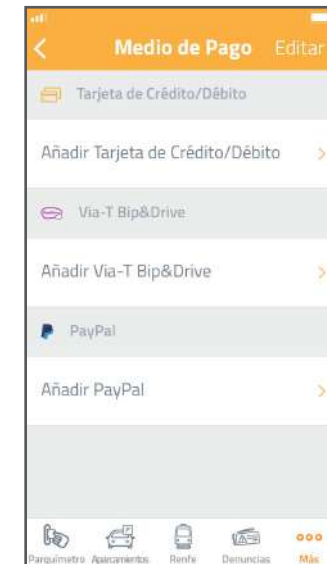 Medio de Pago Editar
Tarjeta de Crédito/Débito
Añadir Tarjeta de Crédito/Débito
Via-T Bip&Drive
Añadir Via-T Bip&Drive
PayPal
Añadir PayPal
Parquímetro Aparcamientos Renfe Denuncias Más